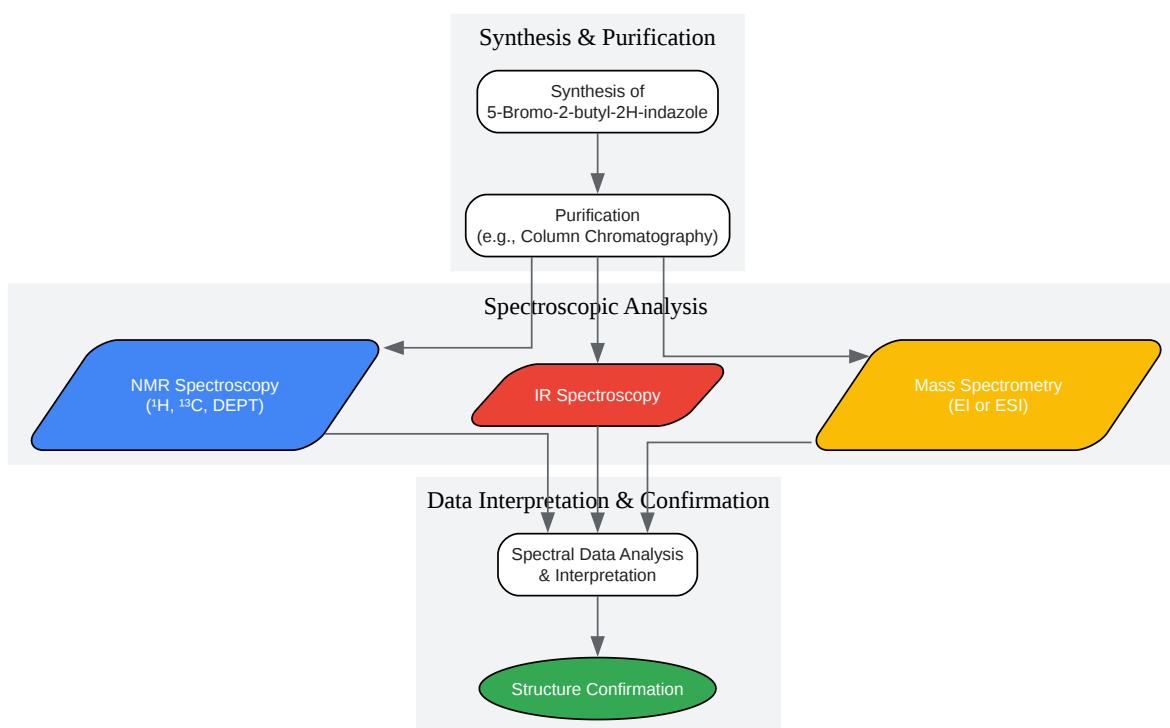 Synthesis & Purification
Synthesis of
5-Bromo-2-butyl-2H-indazole
Purification
(e.g., Column Chromatography)
Spectroscopic Analysis
NMR Spectroscopy
(¹H, ¹³C, DEPT)
IR Spectroscopy
Mass Spectrometry
(EI or ESI)
Data Interpretation & Confirmation
Spectral Data Analysis
& Interpretation
Structure Confirmation